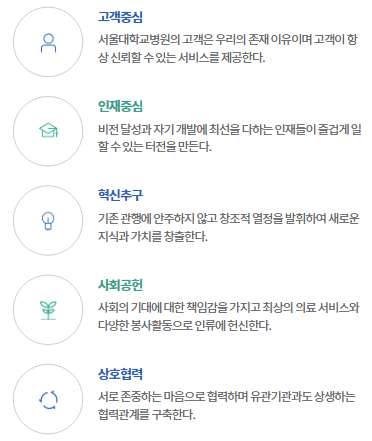 고객중심
서울대학교병원의 고객은 우리의 존재 이유이며 고객이 항
상 신뢰할 수 있는 서비스를 제공한다.
인재중심
비전 달성과 자기 개발에 최선을 다하는 인재들이 즐겁게 일
할 수 있는 터전을 만든다.
혁신추구
기존 관행에 안주하지 않고 창조적 열정을 발휘하여 새로운
지식과 가치를 창출한다.
사회공헌
사회의 기대에 대한 책임감을 가지고 최상의 의료 서비스와
다양한 봉사활동으로 인류에 헌신한다.
상호협력
서로 존중하는 마음으로 협력하며 유관기관과도 상생하는
협력관계를 구축한다.